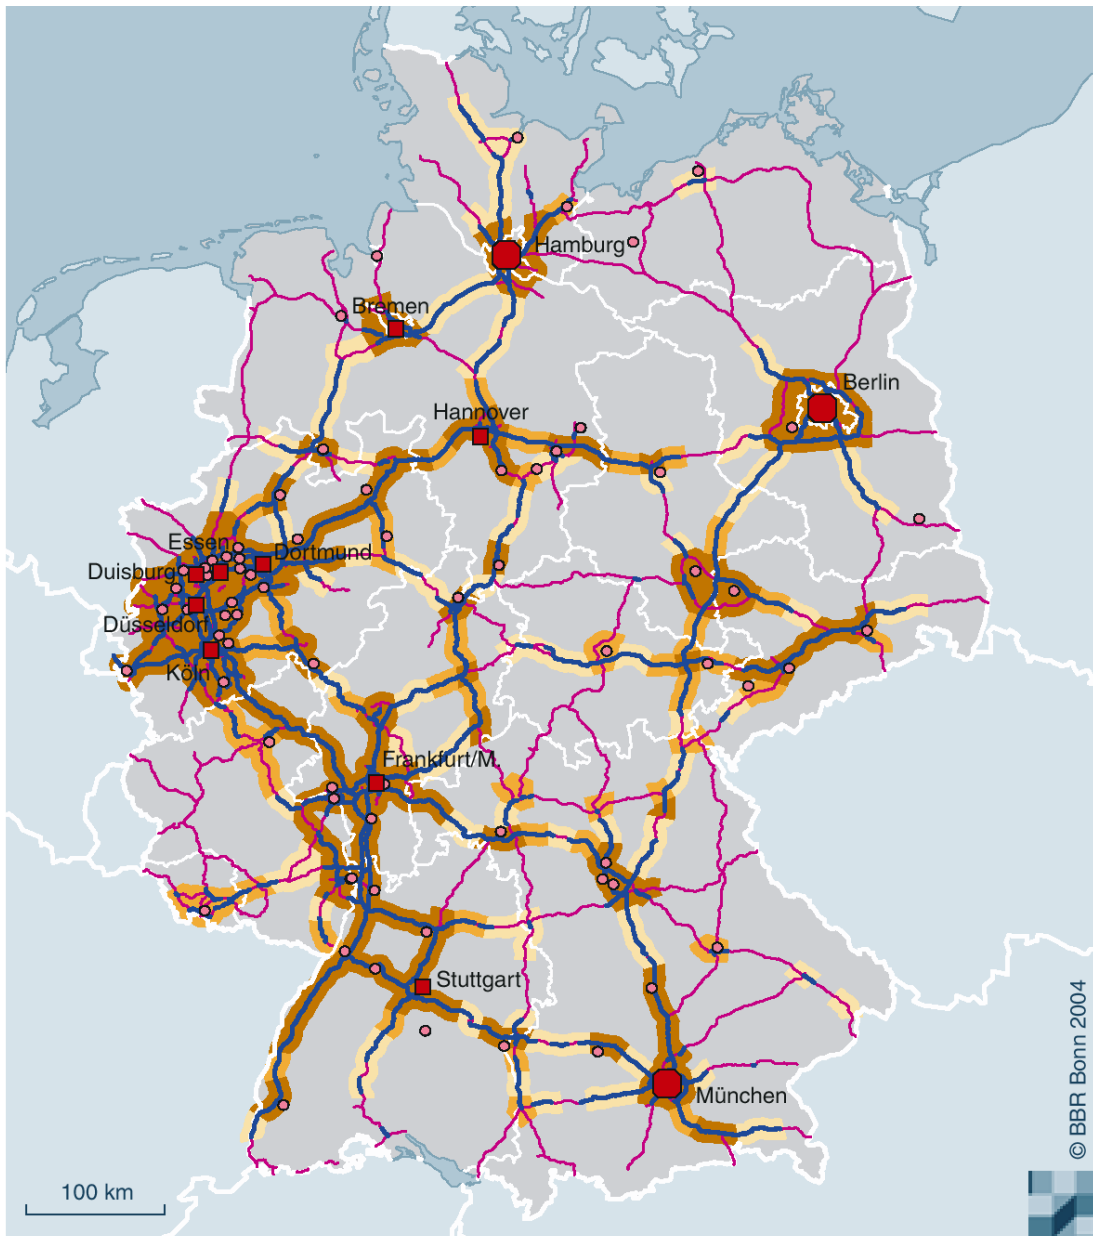 Hamburg
Bremen
Berlin
Hannover
Essen
Dortmund
Duisburg
Düsseldorf
Köln
Frankfurt/M.
Stuttgart
München
100 km
© BBR Bonn 2004